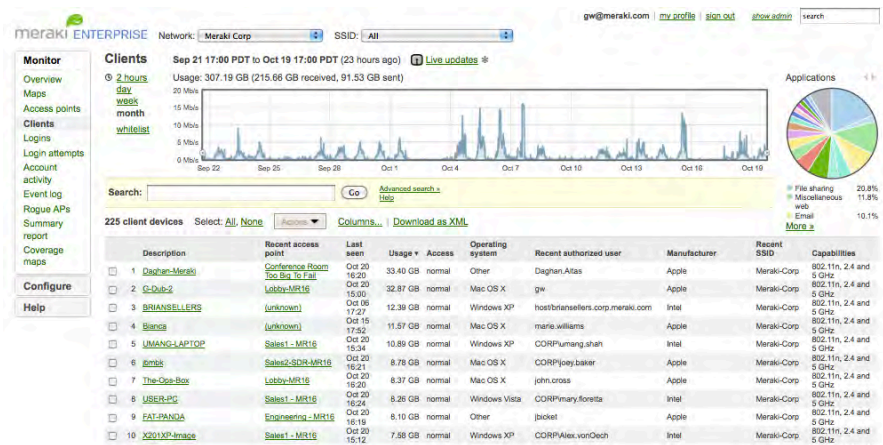 gw@meraki.com | my profile | sign out show admin search
meraki ENTERPRISE Network: Meraki Corp SSID: All
Monitor
Overview
Maps
Access points
Clients
Logins
Login attempts
Account
activity
Event log
Rogue APs
Summary
report
Coverage
maps
Configure
Help
Clients Sep 21 17:00 PDT to Oct 19 17:00 PDT (23 hours ago) Live updates
2 hours
day
week
month
whitelist
Usage: 307.19 GB (215.66 GB received, 91.53 GB sent)
20 Mb/s
15 Mb/s
10 Mb/s
5 Mb/s
0 Mb/s
Sep 22 Sep 25 Sep 28 Oct 1 Oct 4 Oct 7 Oct 10 Oct 13 Oct 16 Oct 19
Applications
File sharing 20.8%
Miscellaneous 11.8%
web
Email 10.1%
More »
Search: Go Advanced search »
Help
225 client devices Select: All, None Actions ▼ Columns... | Download as XML
Description Recent access point Last seen Usage ▼ Access Operating system Recent authorized user Manufacturer Recent SSID Capabilities
1 Daghan-Meraki Conference Room Too Big To Fail Oct 20 16:20 33.40 GB normal Other Daghan.Altas Apple Meraki-Corp 802.11n, 2.4 and 5 GHz
2 G-Dub-2 Lobby-MR16 Oct 20 15:00 32.87 GB normal Mac OS X gw Apple Meraki-Corp 802.11n, 2.4 and 5 GHz
3 BRIANSELLERS (unknown) Oct 06 17:27 12.39 GB normal Windows XP host/briansellers.corp.meraki.com Intel Meraki-Corp 802.11n, 2.4 and 5 GHz
4 Bianca (unknown) Oct 15 17:52 11.57 GB normal Mac OS X marie.williams Apple Meraki-Corp 802.11n, 2.4 and 5 GHz
5 UMANG-LAPTOP Sales1 - MR16 Oct 20 15:34 10.89 GB normal Windows XP CORP\umang.shah Intel Meraki-Corp 802.11n, 2.4 and 5 GHz
6 jbmbk Sales2-SDR-MR16 Oct 20 16:21 8.78 GB normal Mac OS X CORP\joey.baker Apple Meraki-Corp 802.11n, 2.4 and 5 GHz
7 The-Ops-Box Lobby-MR16 Oct 20 16:20 8.37 GB normal Mac OS X john.cross Apple Meraki-Corp 802.11n, 2.4 and 5 GHz
8 USER-PC Sales1 - MR16 Oct 20 16:24 8.26 GB normal Windows Vista CORP\mary.fioretta Intel Meraki-Corp 802.11n, 2.4 and 5 GHz
9 FAT-PANDA Engineering - MR16 Oct 20 16:19 8.10 GB normal Other jbicket Apple Meraki-Corp 802.11n, 2.4 and 5 GHz
10 X201XP-Image Sales1 - MR16 Oct 20 15:12 7.58 GB normal Windows XP CORP\Alex.vonOech Intel Meraki-Corp 802.11n, 2.4 and 5 GHz